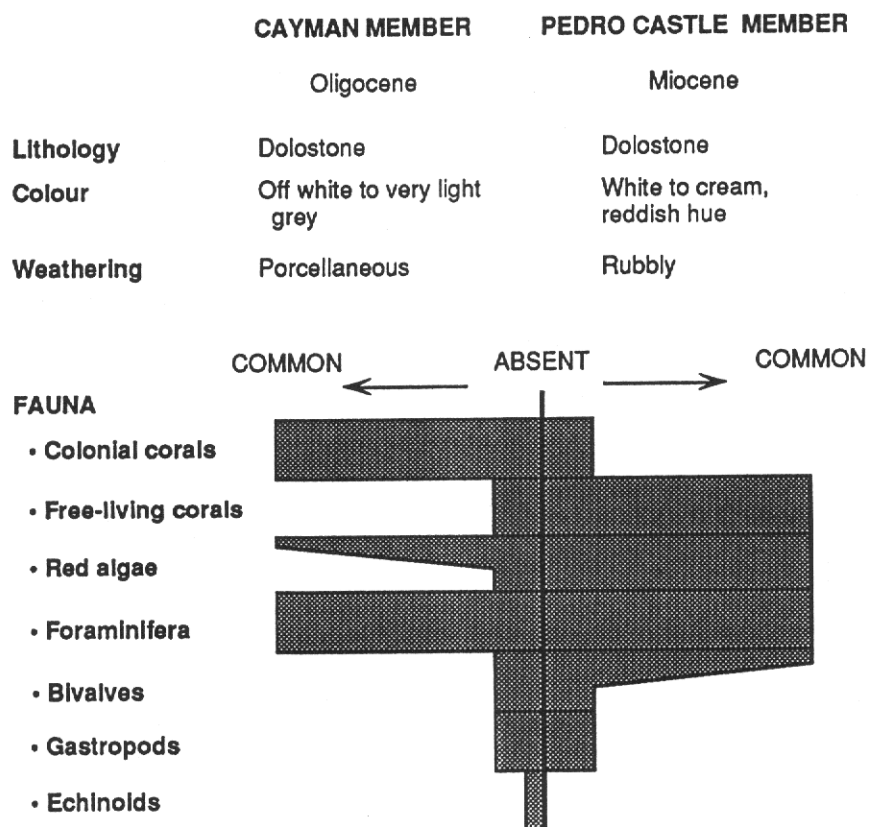 CAYMAN MEMBER PEDRO CASTLE MEMBER
Oligocene Miocene
Lithology Dolostone Dolostone
Colour Off white to very light White to cream,
grey reddish hue
Weathering Porcellaneous Rubbly
COMMON ABSENT COMMON
FAUNA
• Colonial corals
• Free-living corals
• Red algae
• Foraminifera
• Bivalves
• Gastropods
• Echinoids